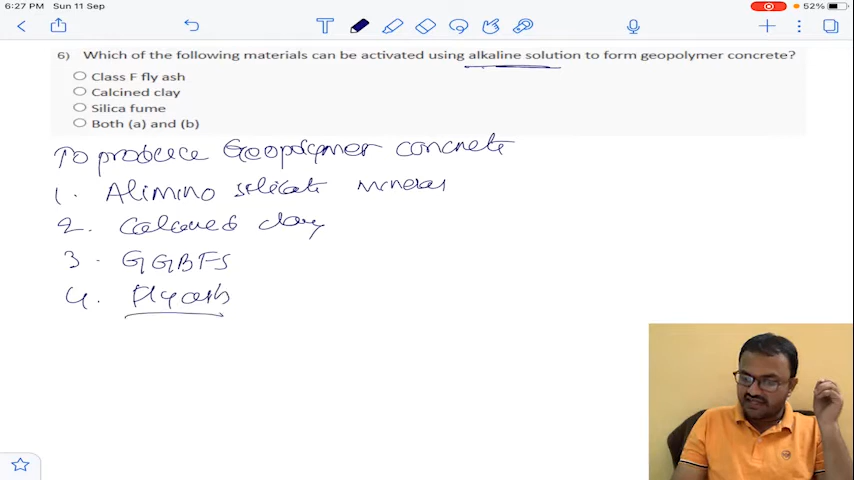 6:27 PM Sun 11 Sep
52%
6) Which of the following materials can be activated using alkaline solution to form geopolymer concrete?
Class F fly ash
Calcined clay
Silica fume
Both (a) and (b)
To produce Geopolymer concrete
1. Alimino silicate mineral
2. Calcined clay
3. GGBFS
4. Flyash